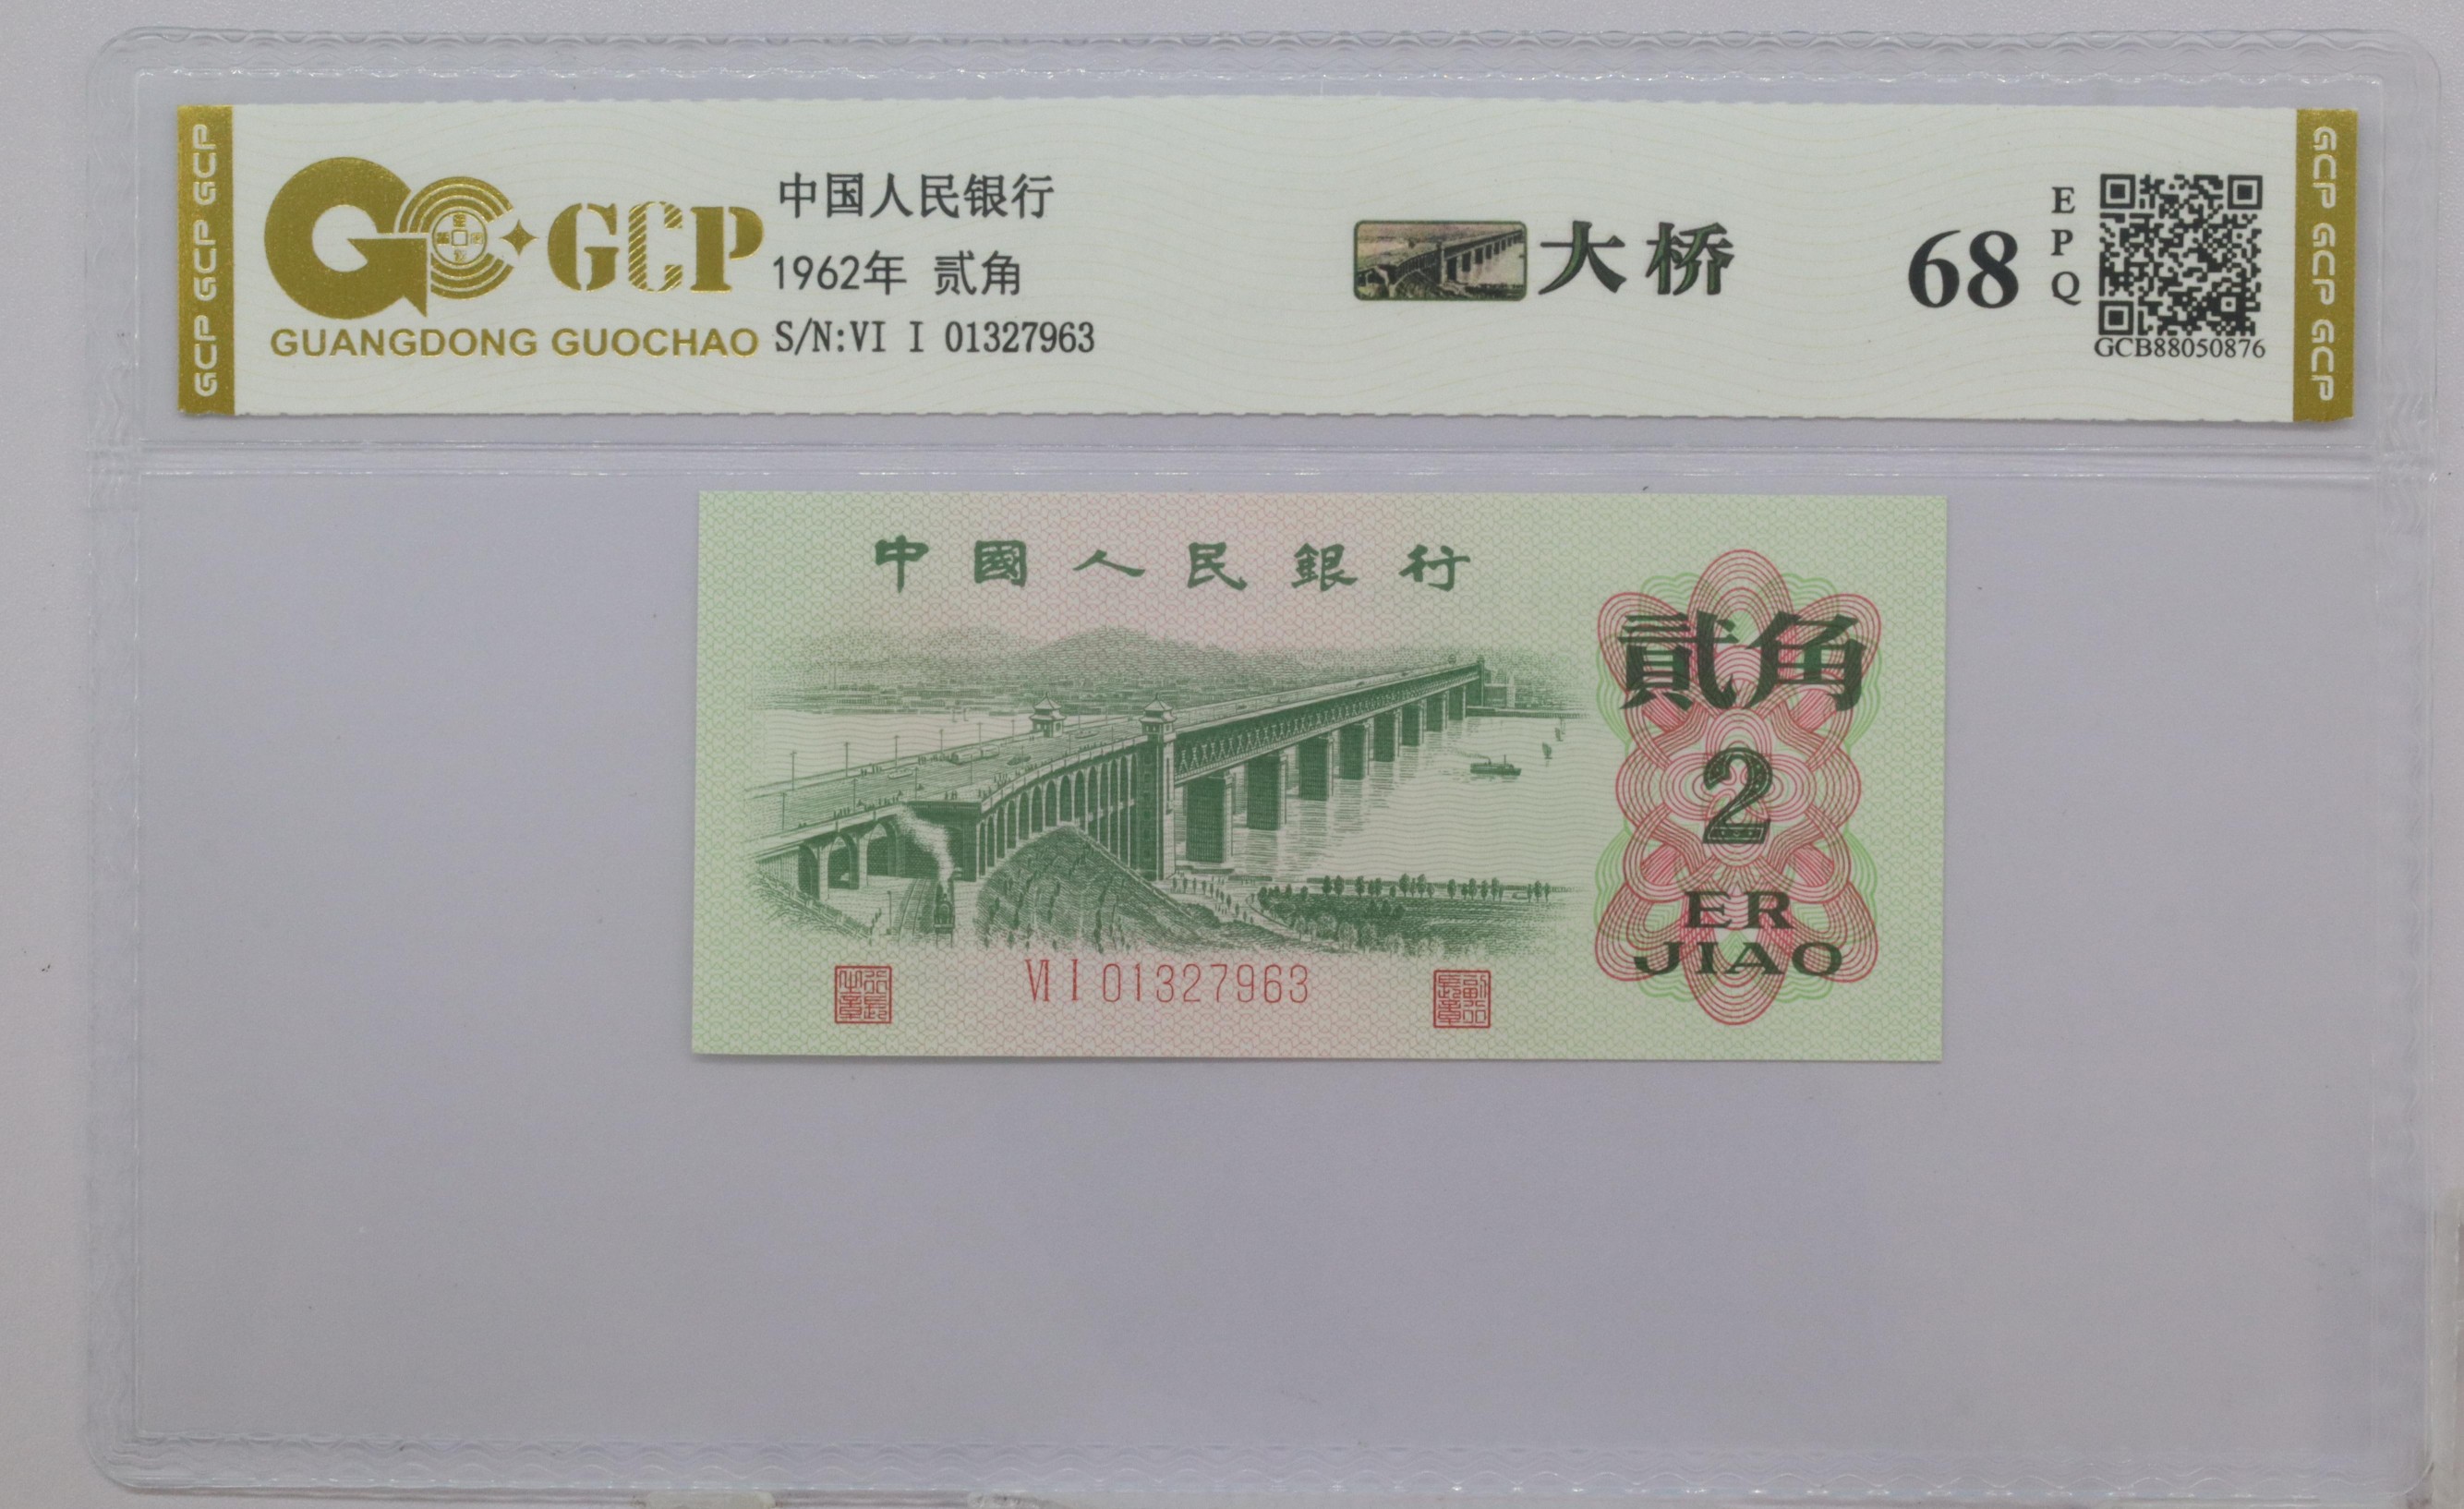 GCP GCP GCP
GCP
GUANGDONG GUOCHAO
中国人民银行
1962年 贰角
S/N:VI I 01327963
大桥
68
EPQ
GCB88050876
GCP GCP GCP
中國人民銀行
貳角
2
ER
JIAO
VI I 01327963